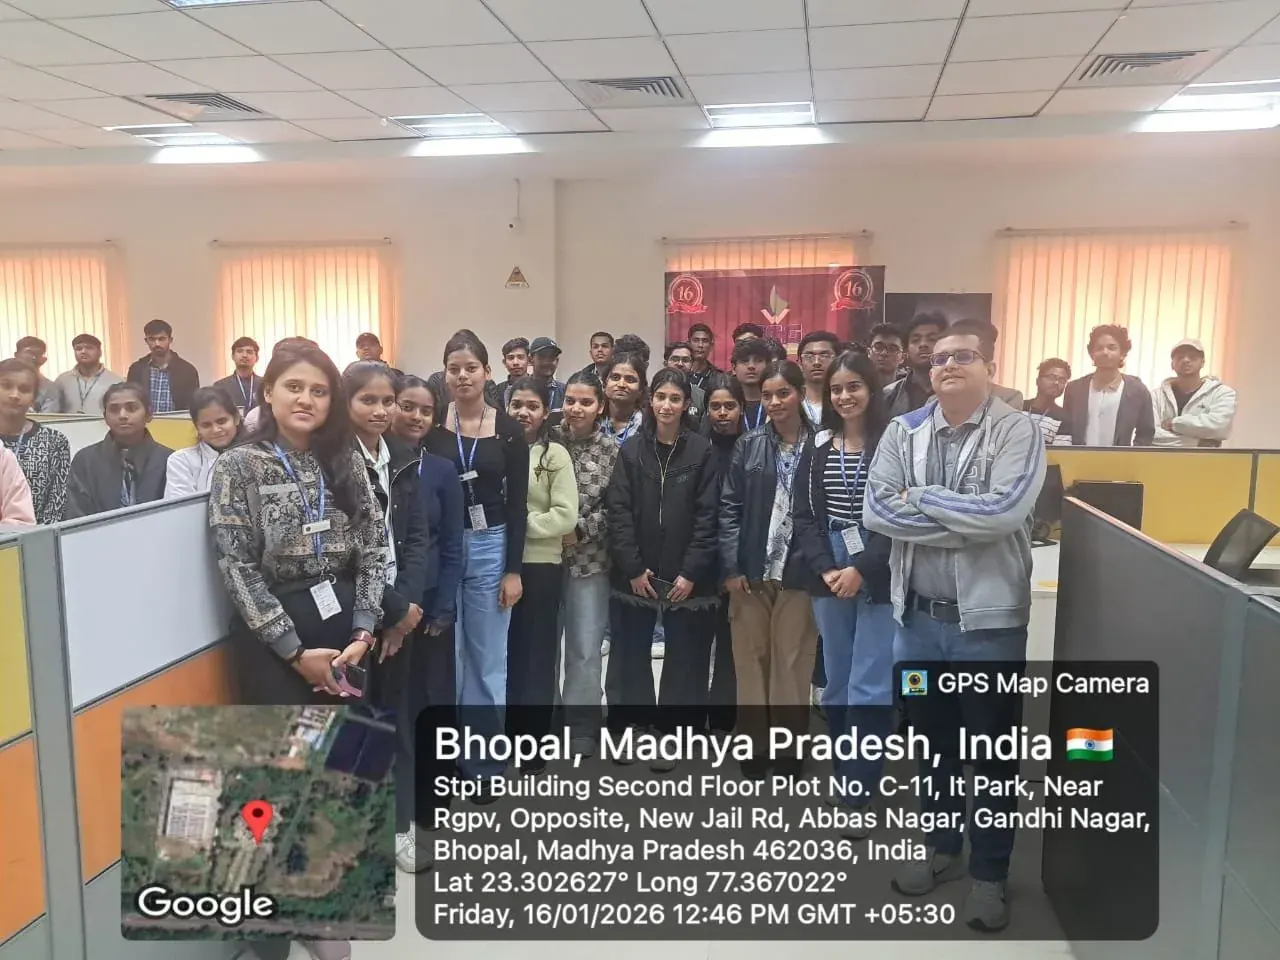 16
16
GPS Map Camera
Bhopal, Madhya Pradesh, India
Stpi Building Second Floor Plot No. C-11, It Park, Near
Rgpv, Opposite, New Jail Rd, Abbas Nagar, Gandhi Nagar,
Bhopal, Madhya Pradesh 462036, India
Lat 23.302627° Long 77.367022°
Friday, 16/01/2026 12:46 PM GMT +05:30
Google